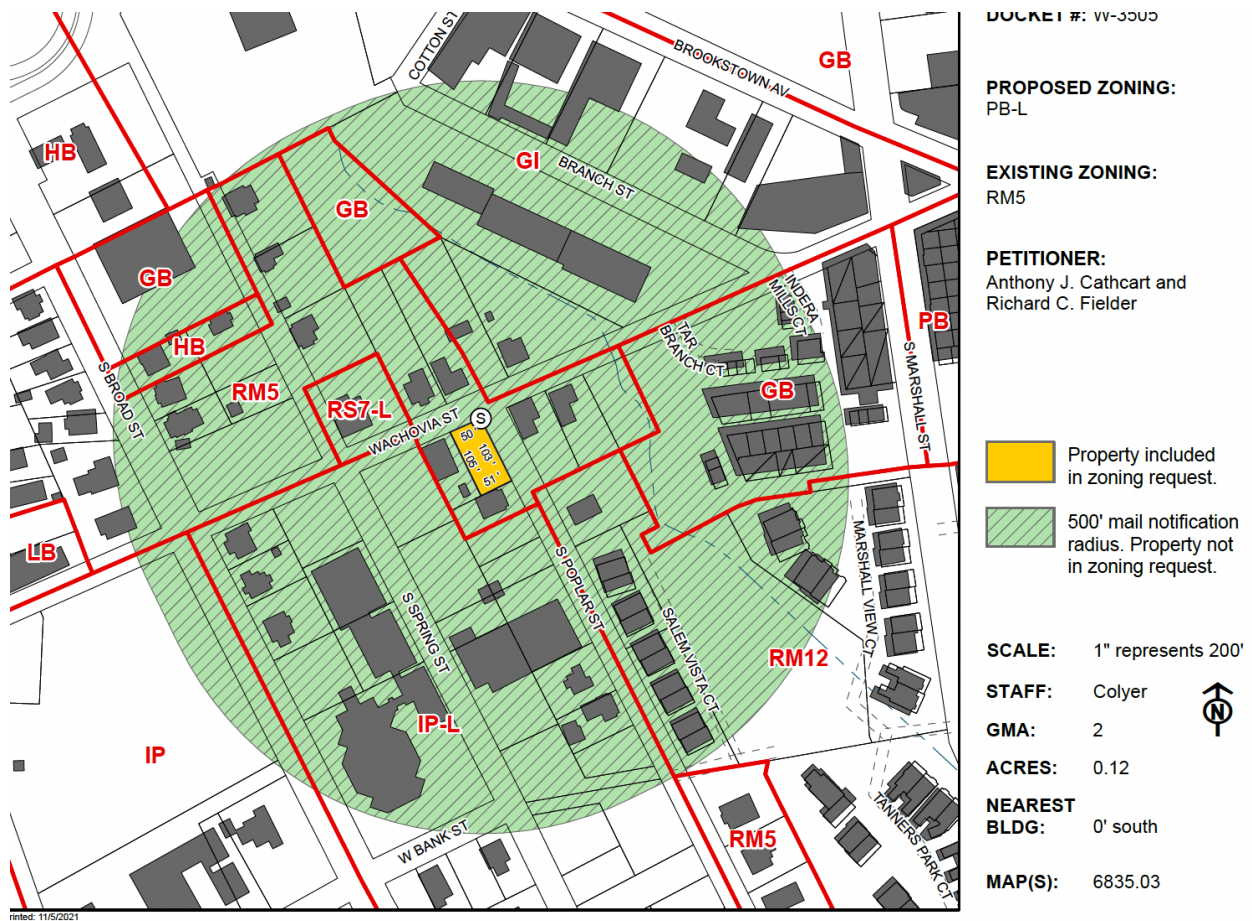 DOCKET #: W-3505
PROPOSED ZONING:
PB-L
EXISTING ZONING:
RM5
PETITIONER:
Anthony J. Cathcart and
Richard C. Fielder
Property included
in zoning request.
500' mail notification
radius. Property not
in zoning request.
SCALE: 1" represents 200'
STAFF: Colyer
N
GMA: 2
ACRES: 0.12
NEAREST
BLDG: 0' south
MAP(S): 6835.03
COTTON ST
BROOKSTOWN AV
GB
HB
GI
BRANCH ST
GB
GB
INDERA
MILLS CT
TAR
BRANCH CT
PB
HB
S BROAD ST
S MARSHALL ST
RM5
RS7-L
GB
WACHOVIA ST
S
50 '
103 '
105 '
51 '
LB
MARSHALL VIEW CT
S POPLAR ST
S SPRING ST
SALEM VISTA CT
RM12
IP-L
IP
W BANK ST
RM5
TANNERS PARK CT
rinted: 11/5/2021